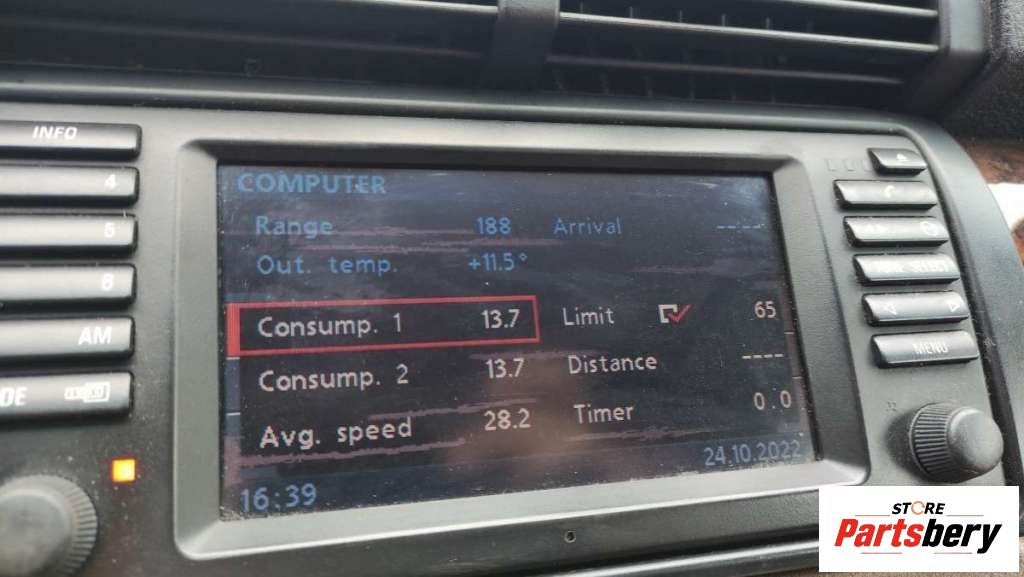 INFO
4
5
6
AM
COMPUTER
Range 188 Arrival --:--
Out. temp. +11.5°
Consump. 1 13.7 Limit 65
Consump. 2 13.7 Distance ----
Avg. speed 28.2 Timer 0.0
16:39 24.10.2022
MENU
STORE
Partsbery